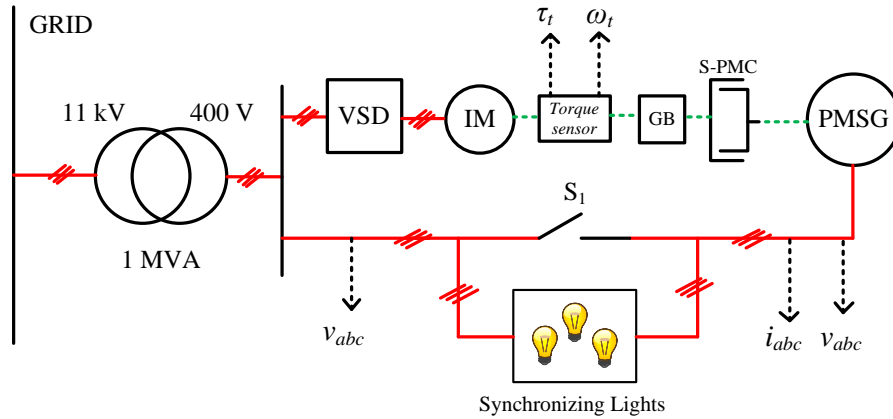 GRID
11 kV
400 V
1 MVA
VSD
IM
τt
ωt
Torque
sensor
GB
S-PMC
PMSG
S1
vabc
iabc
vabc
Synchronizing Lights